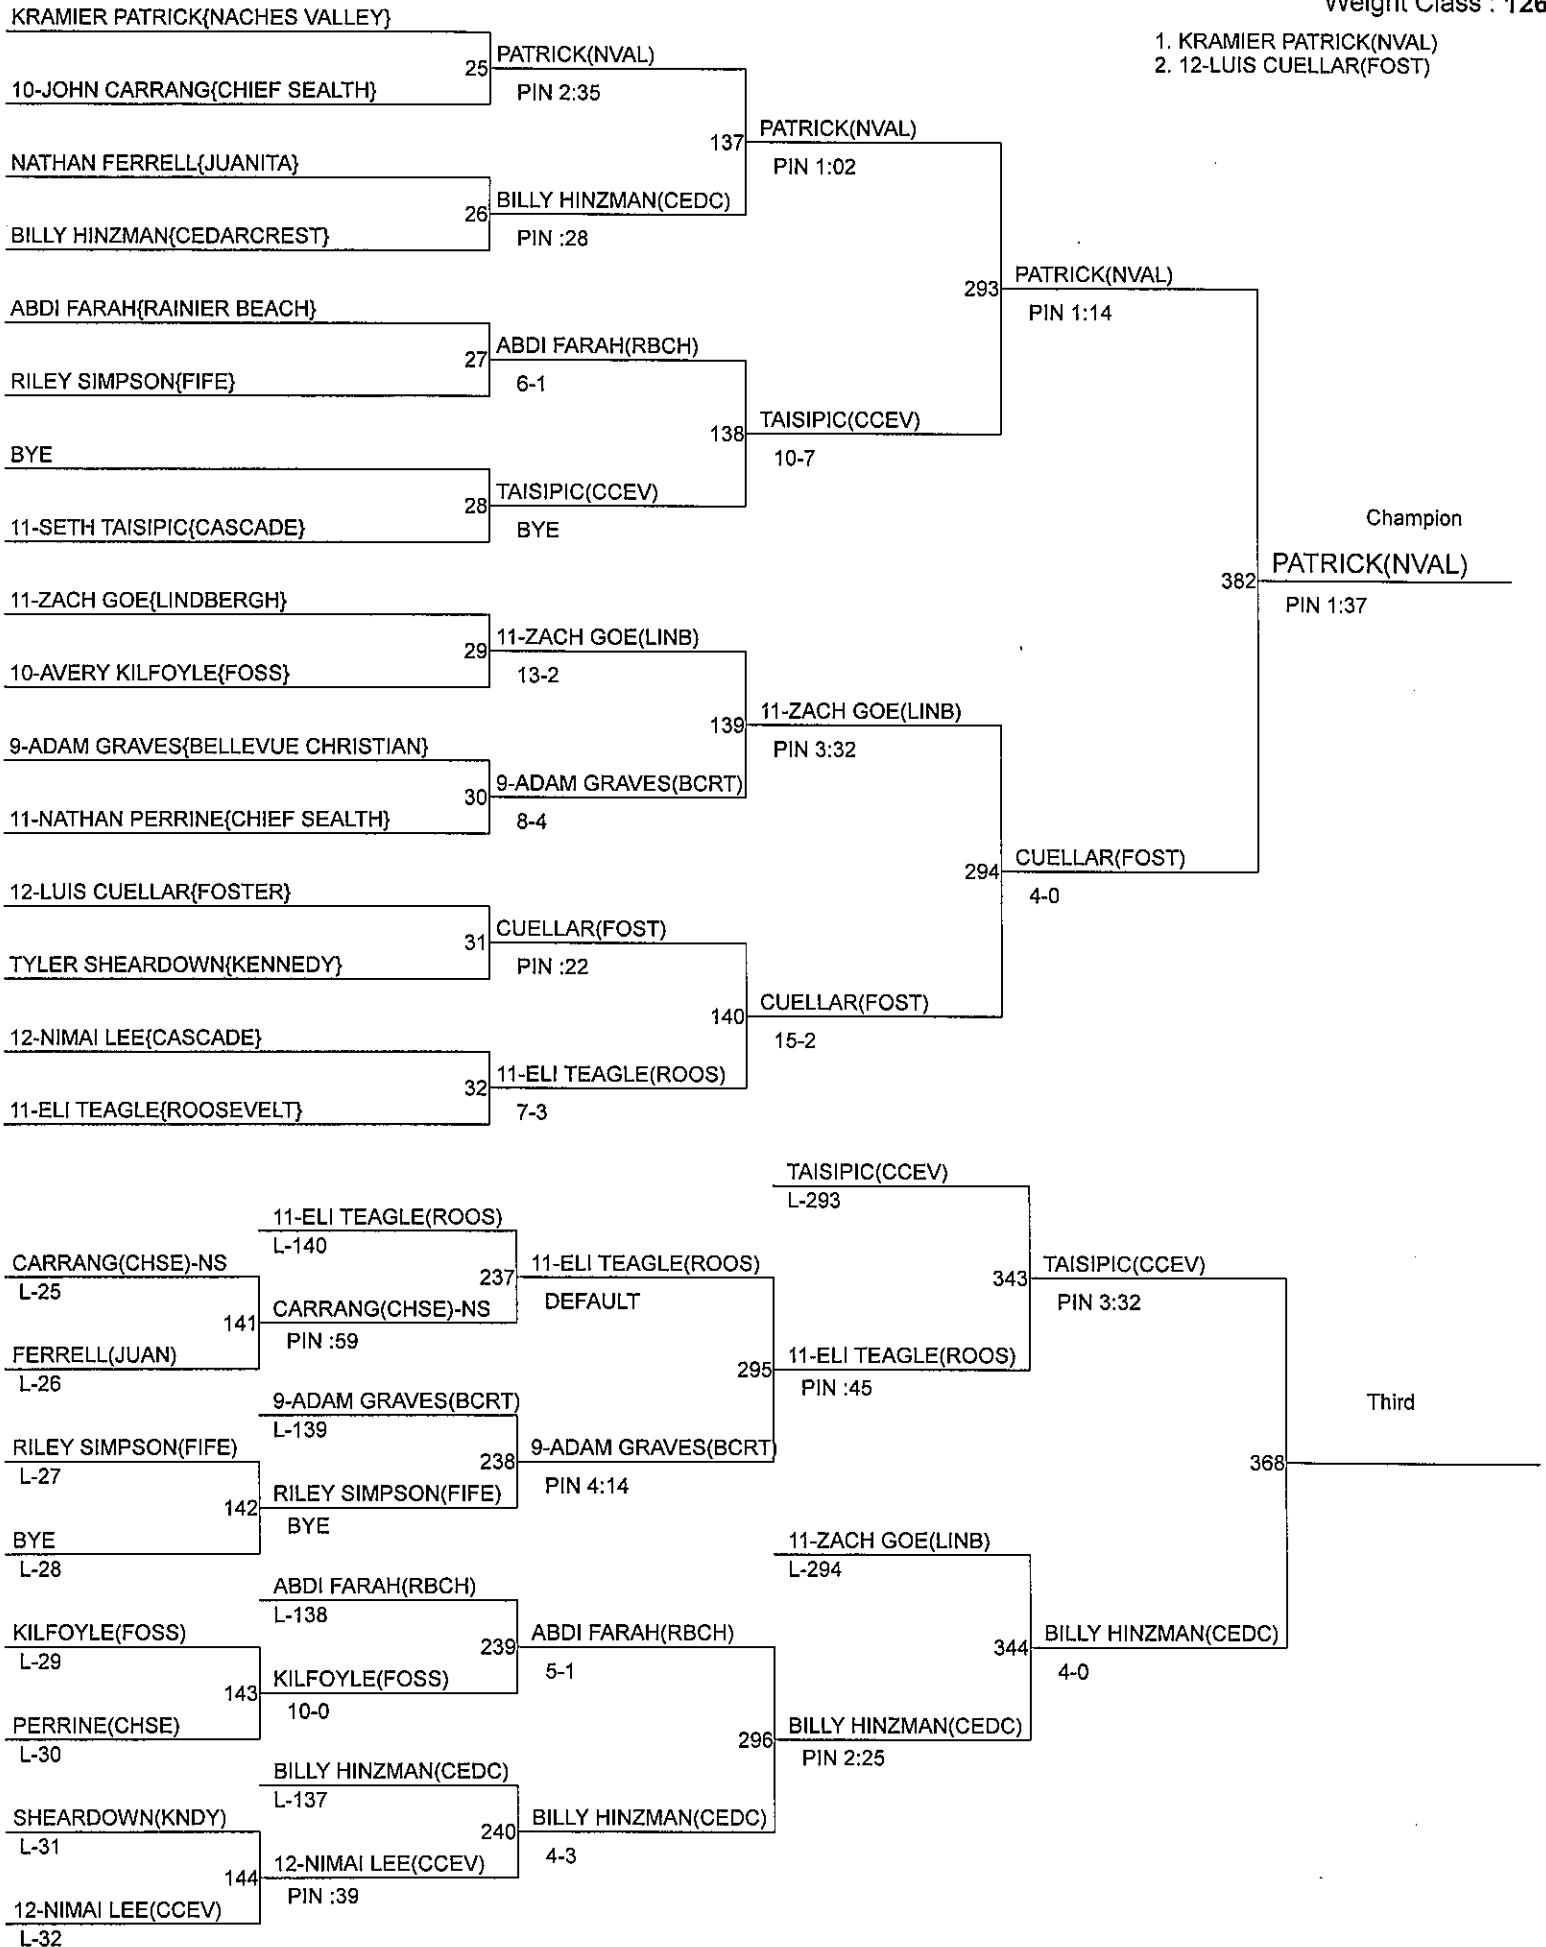 Weight Class : 126
1. KRAMIER PATRICK(NVAL)
2. 12-LUIS CUELLAR(FOST)
KRAMIER PATRICK{NACHES VALLEY}
25
PATRICK(NVAL)
PIN 2:35
10-JOHN CARRANG{CHIEF SEALTH}
137
PATRICK(NVAL)
PIN 1:02
NATHAN FERRELL{JUANITA}
26
BILLY HINZMAN(CEDC)
PIN :28
BILLY HINZMAN{CEDARCREST}
293
PATRICK(NVAL)
PIN 1:14
ABDI FARAH{RAINIER BEACH}
27
ABDI FARAH(RBCH)
6-1
RILEY SIMPSON{FIFE}
138
TAISIPIC(CCEV)
10-7
BYE
28
TAISIPIC(CCEV)
BYE
11-SETH TAISIPIC{CASCADE}
Champion
382
PATRICK(NVAL)
PIN 1:37
11-ZACH GOE{LINDBERGH}
29
11-ZACH GOE(LINB)
13-2
10-AVERY KILFOYLE{FOSS}
139
11-ZACH GOE(LINB)
PIN 3:32
9-ADAM GRAVES{BELLEVUE CHRISTIAN}
30
9-ADAM GRAVES(BCRT)
8-4
11-NATHAN PERRINE{CHIEF SEALTH}
294
CUELLAR(FOST)
4-0
12-LUIS CUELLAR{FOSTER}
31
CUELLAR(FOST)
PIN :22
TYLER SHEARDOWN{KENNEDY}
140
CUELLAR(FOST)
15-2
12-NIMAI LEE{CASCADE}
32
11-ELI TEAGLE(ROOS)
7-3
11-ELI TEAGLE{ROOSEVELT}
TAISIPIC(CCEV)
L-293
11-ELI TEAGLE(ROOS)
L-140
CARRANG(CHSE)-NS
L-25
237
11-ELI TEAGLE(ROOS)
DEFAULT
343
TAISIPIC(CCEV)
PIN 3:32
141
CARRANG(CHSE)-NS
PIN :59
FERRELL(JUAN)
L-26
295
11-ELI TEAGLE(ROOS)
PIN :45
9-ADAM GRAVES(BCRT)
L-139
Third
RILEY SIMPSON(FIFE)
L-27
238
9-ADAM GRAVES(BCRT)
PIN 4:14
368
142
RILEY SIMPSON(FIFE)
BYE
BYE
L-28
11-ZACH GOE(LINB)
L-294
ABDI FARAH(RBCH)
L-138
KILFOYLE(FOSS)
L-29
239
ABDI FARAH(RBCH)
5-1
344
BILLY HINZMAN(CEDC)
4-0
143
KILFOYLE(FOSS)
10-0
PERRINE(CHSE)
L-30
296
BILLY HINZMAN(CEDC)
PIN 2:25
BILLY HINZMAN(CEDC)
L-137
SHEARDOWN(KNDY)
L-31
240
BILLY HINZMAN(CEDC)
4-3
144
12-NIMAI LEE(CCEV)
PIN :39
12-NIMAI LEE(CCEV)
L-32